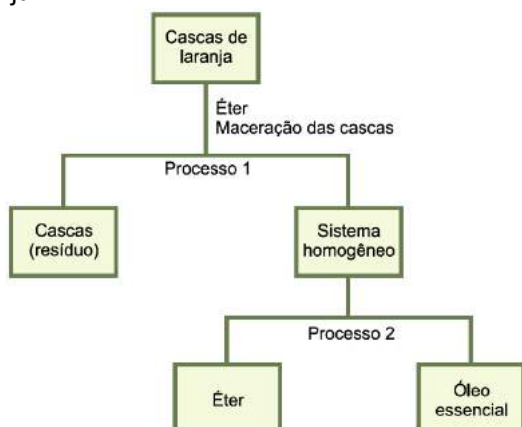 Cascas de
laranja
Éter
Maceração das cascas
Processo 1
Cascas
(resíduo)
Sistema
homogêneo
Processo 2
Éter
Óleo
essencial